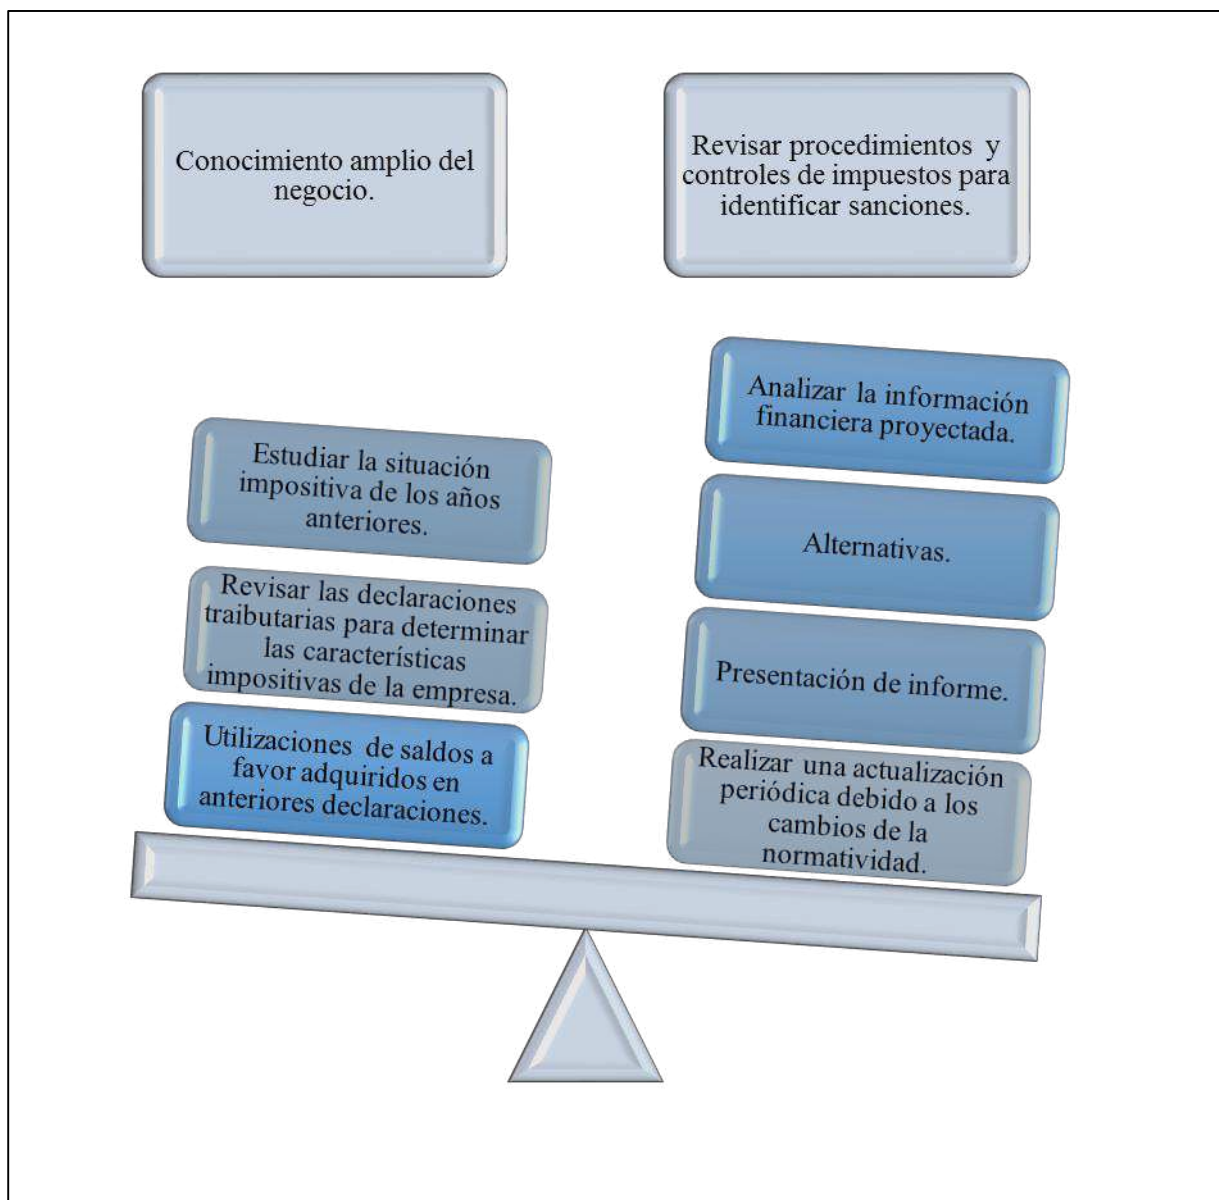 Conocimiento amplio del
negocio.
Revisar procedimientos y
controles de impuestos para
identificar sanciones.
Estudiar la situación
impositiva de los años
anteriores.
Revisar las declaraciones
traibutarias para determinar
las características
impositivas de la empresa.
Utilizaciones de saldos a
favor adquiridos en
anteriores declaraciones.
Analizar la información
financiera proyectada.
Alternativas.
Presentación de informe.
Realizar una actualización
periódica debido a los
cambios de la
normatividad.